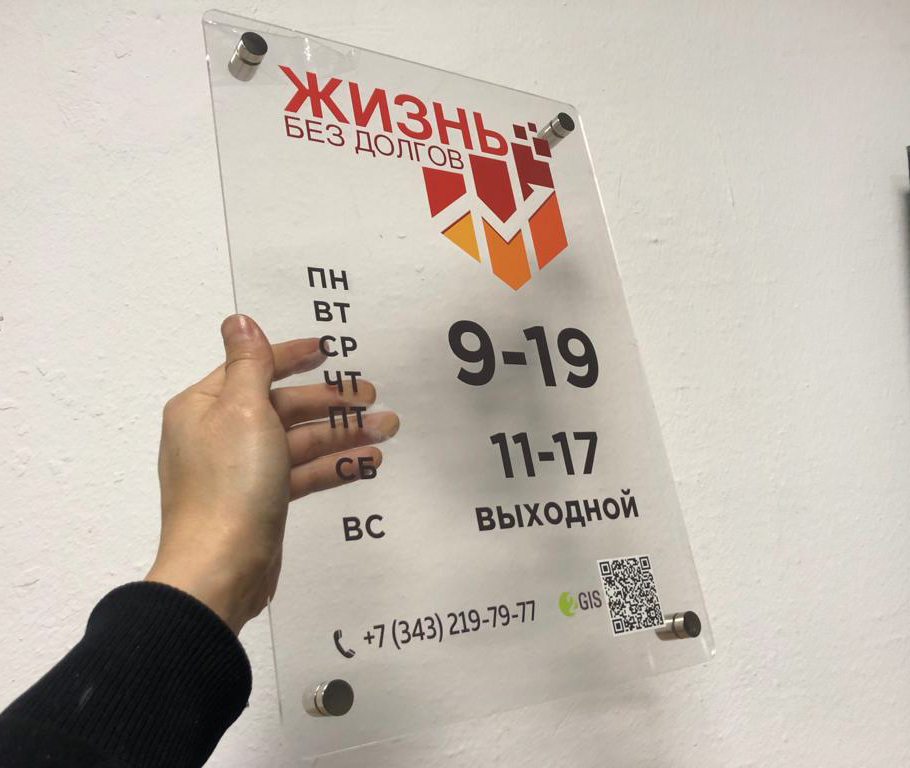 ЖИЗНЬ
БЕЗ ДОЛГОВ
ПН
ВТ
СР
ЧТ
ПТ
9-19
СБ
11-17
ВС
ВЫХОДНОЙ
+7 (343) 219-79-77
2GIS